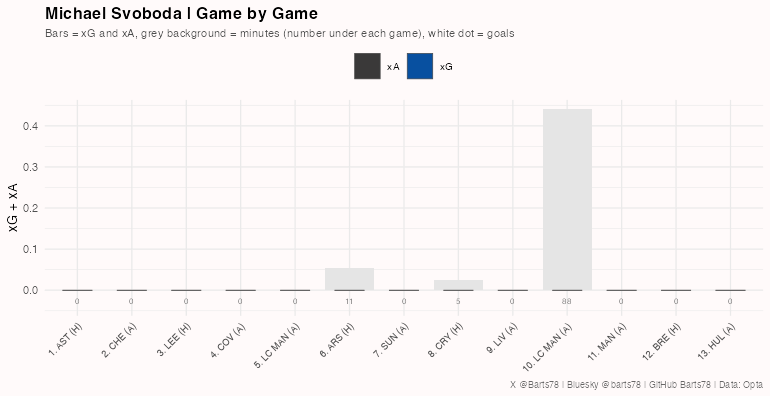 Michael Svoboda | Game by Game
Bars = xG and xA, grey background = minutes (number under each game), white dot = goals
xA xG
xG + xA
0.4
0.3
0.2
0.1
0.0
0 0 0 0 0 11 0 5 0 88 0 0 0
1. AST (H)
2. CHE (A)
3. LEE (H)
4. COV (A)
5. LC MAN (A)
6. ARS (H)
7. SUN (A)
8. CRY (H)
9. LIV (A)
10. LC MAN (A)
11. MAN (A)
12. BRE (H)
13. HUL (A)
X @Barts78 | Bluesky @barts78 | GitHub Barts78 | Data: Opta